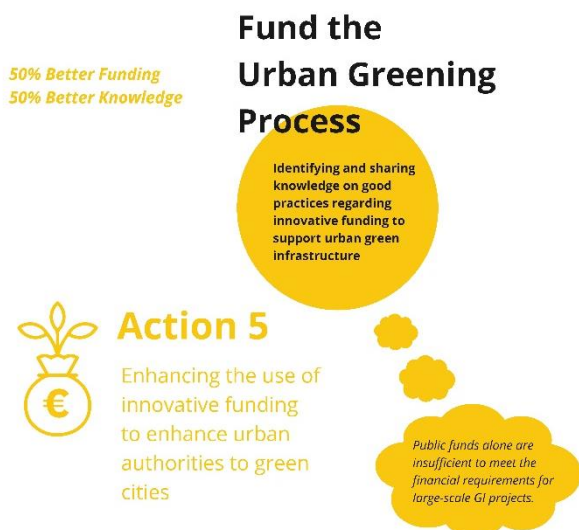 Fund the
Urban Greening
Process
50% Better Funding
50% Better Knowledge
Identifying and sharing
knowledge on good
practices regarding
innovative funding to
support urban green
infrastructure
Action 5
Enhancing the use of
innovative funding
to enhance urban
authorities to green
cities
€
Public funds alone are
insufficient to meet the
financial requirements for
large-scale GI projects.